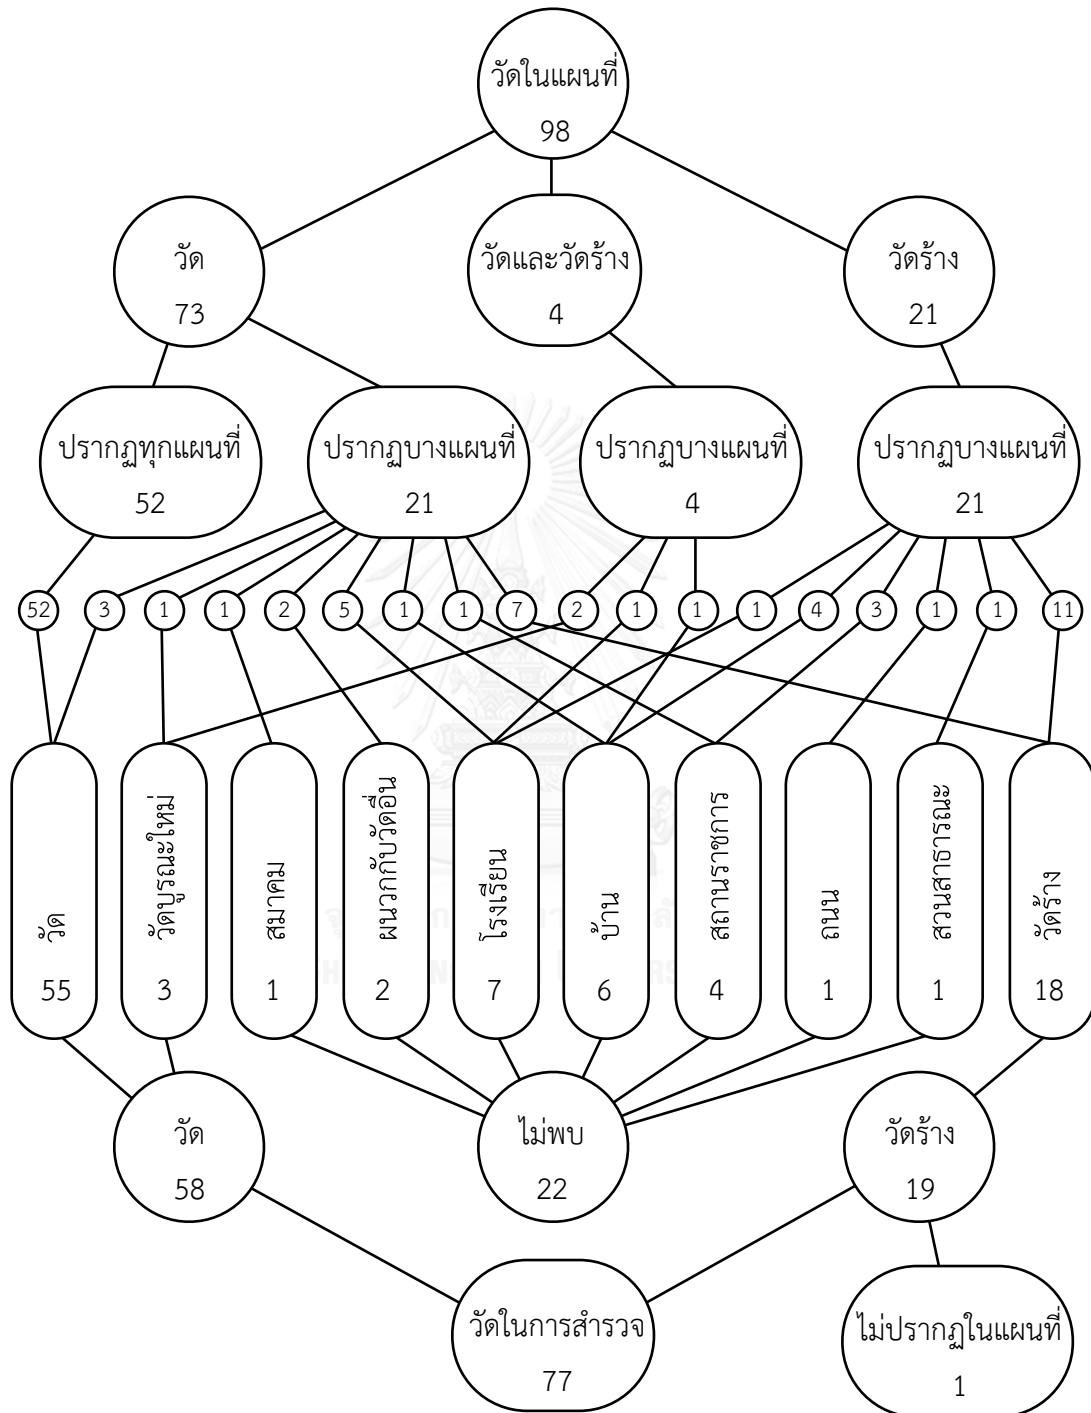 วัดในแผนที่
98
วัด
73
วัดและวัดร้าง
4
วัดร้าง
21
ปรากฏทุกแผนที่
52
ปรากฏบางแผนที่
21
ปรากฏบางแผนที่
4
ปรากฏบางแผนที่
21
52 3 1 1 2 5 1 1 7 2 1 1 1 4 3 1 1 11
วัด
55
วัดบูรณะใหม่
3
สมาคม
1
ผนวกกับวัดอื่น
2
โรงเรียน
7
บ้าน
6
สถานราชการ
4
ถนน
1
สวนสาธารณะ
1
วัดร้าง
18
วัด
58
ไม่พบ
22
วัดร้าง
19
วัดในการสำรวจ
77
ไม่ปรากฏในแผนที่
1